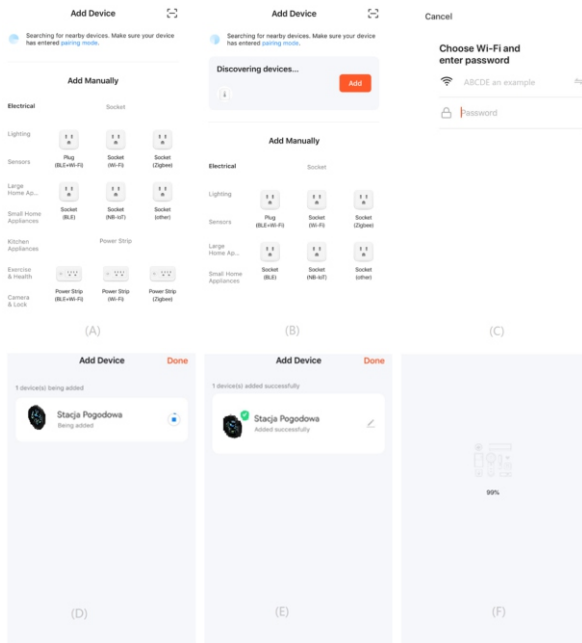 Add Device
Searching for nearby devices. Make sure your device
has entered pairing mode.
Add Manually
Electrical
Socket
Lighting
Sensors
Large
Home Ap...
Small Home
Appliances
Kitchen
Appliances
Exercise
& Health
Camera
& Lock
Plug
(BLE+Wi-Fi)
Socket
(Wi-Fi)
Socket
(Zigbee)
Socket
(BLE)
Socket
(NB-IoT)
Socket
(other)
Power Strip
Power Strip
(BLE+Wi-Fi)
Power Strip
(Wi-Fi)
Power Strip
(Zigbee)
(A)
Add Device
Searching for nearby devices. Make sure your device
has entered pairing mode.
Discovering devices...
Add
Add Manually
Electrical
Socket
Lighting
Sensors
Large
Home Ap...
Small Home
Appliances
Plug
(BLE+Wi-Fi)
Socket
(Wi-Fi)
Socket
(Zigbee)
Socket
(BLE)
Socket
(NB-IoT)
Socket
(other)
(B)
Cancel
Choose Wi-Fi and
enter password
ABCDE an example
Password
(C)
Add Device
Done
1 device(s) being added
Stacja Pogodowa
Being added
(D)
Add Device
Done
1 device(s) added successfully
Stacja Pogodowa
Added successfully
(E)
99%
(F)